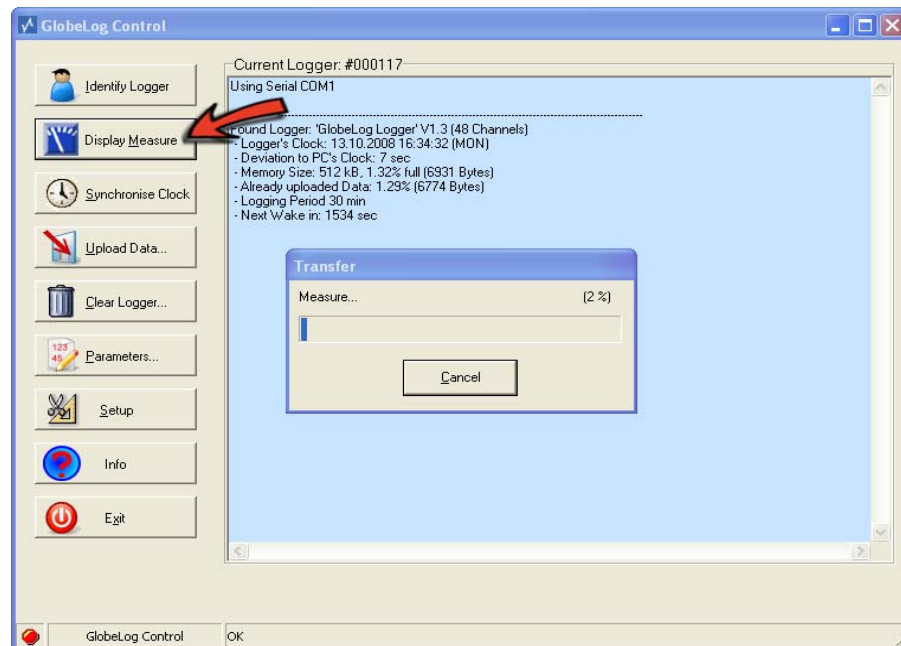 GlobeLog Control
Current Logger: #000117
Identify Logger
Display Measure
Synchronise Clock
Upload Data...
Clear Logger...
123
45
Parameters...
Setup
?
Info
Exit
Using Serial COM1
--------------------------------------------------------------------------------
Found Logger: 'GlobeLog Logger' V1.3 (48 Channels)
- Logger's Clock: 13.10.2008 16:34:32 (MON)
- Deviation to PC's Clock: 7 sec
- Memory Size: 512 kB, 1.32% full (6931 Bytes)
- Already uploaded Data: 1.29% (6774 Bytes)
- Logging Period 30 min
- Next Wake in: 1534 sec
Transfer
Measure... (2 %)
Cancel
GlobeLog Control
OK